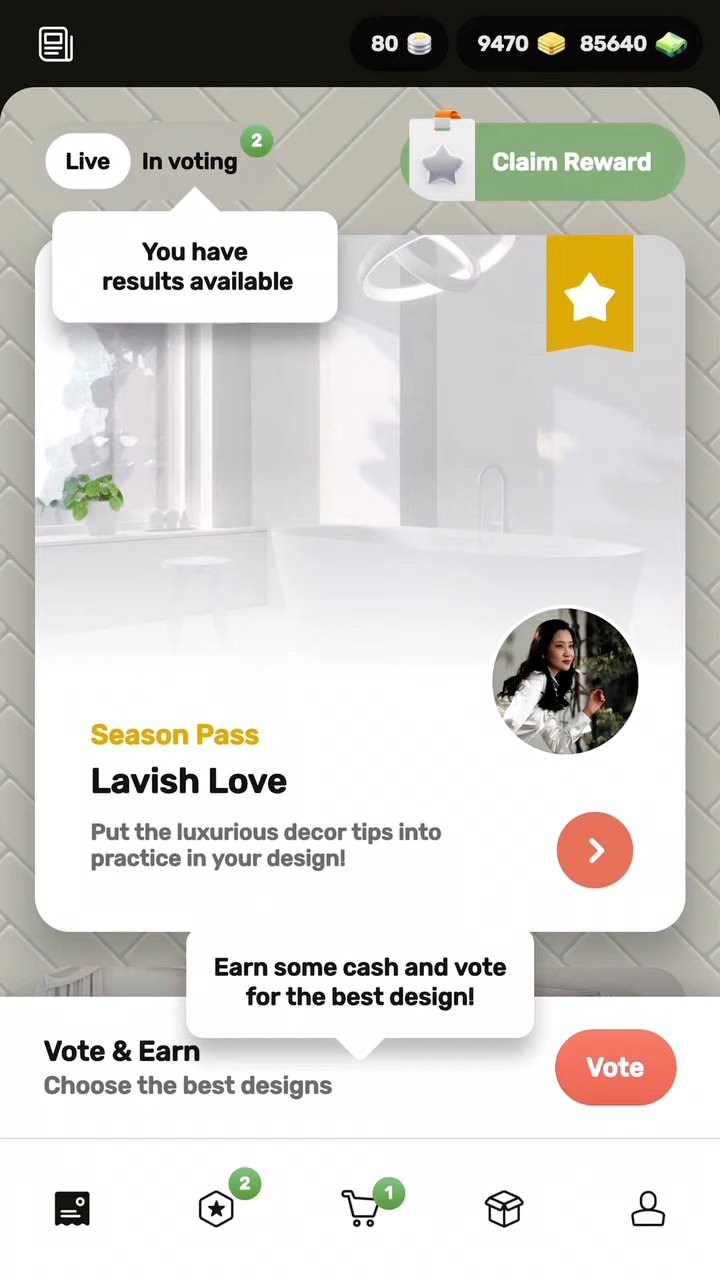 80
9470
85640
Live
In voting
2
Claim Reward
You have
results available
Season Pass
Lavish Love
Put the luxurious decor tips into
practice in your design!
Earn some cash and vote
for the best design!
Vote & Earn
Choose the best designs
Vote
2
1